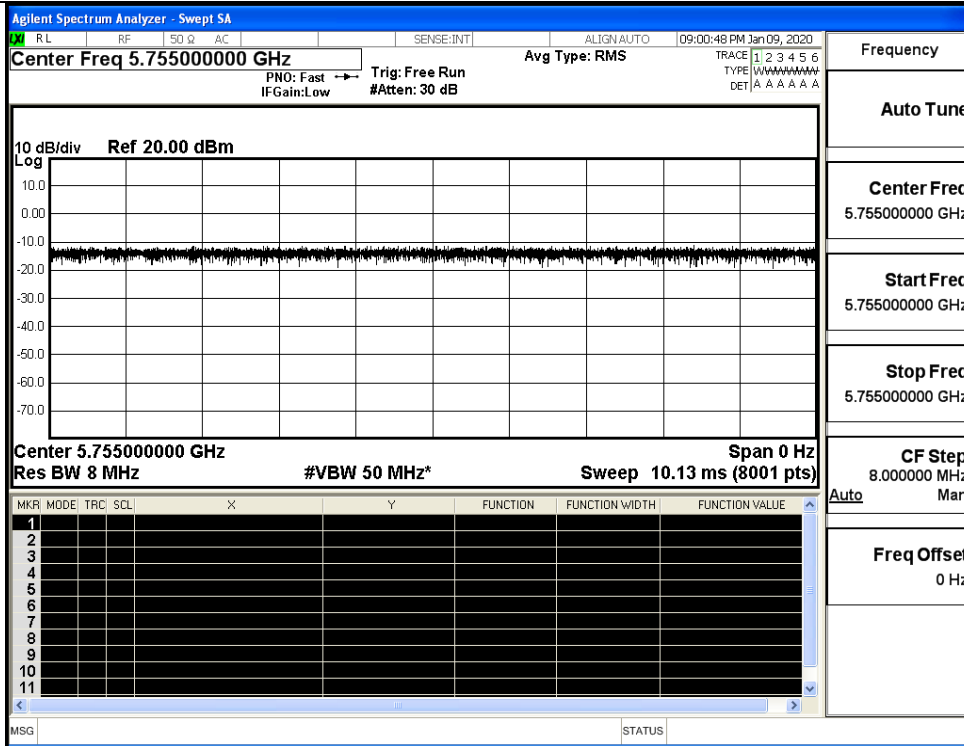 Agilent Spectrum Analyzer - Swept SA
LXI RL RF 50 Ω AC SENSE:INT ALIGN AUTO 09:00:48 PM Jan 09, 2020
Center Freq 5.755000000 GHz
PNO: Fast
IFGain:Low
Trig: Free Run
#Atten: 30 dB
Avg Type: RMS
TRACE 1 2 3 4 5 6
TYPE WWWWWW
DET A A A A A A
10 dB/div Ref 20.00 dBm
Log
10.0
0.00
-10.0
-20.0
-30.0
-40.0
-50.0
-60.0
-70.0
Center 5.755000000 GHz Span 0 Hz
Res BW 8 MHz #VBW 50 MHz* Sweep 10.13 ms (8001 pts)
MKR MODE TRC SCL X Y FUNCTION FUNCTION WIDTH FUNCTION VALUE
1
2
3
4
5
6
7
8
9
10
11
MSG STATUS
Frequency
Auto Tune
Center Freq
5.755000000 GHz
Start Freq
5.755000000 GHz
Stop Freq
5.755000000 GHz
CF Step
8.000000 MHz
Auto Man
Freq Offset
0 Hz